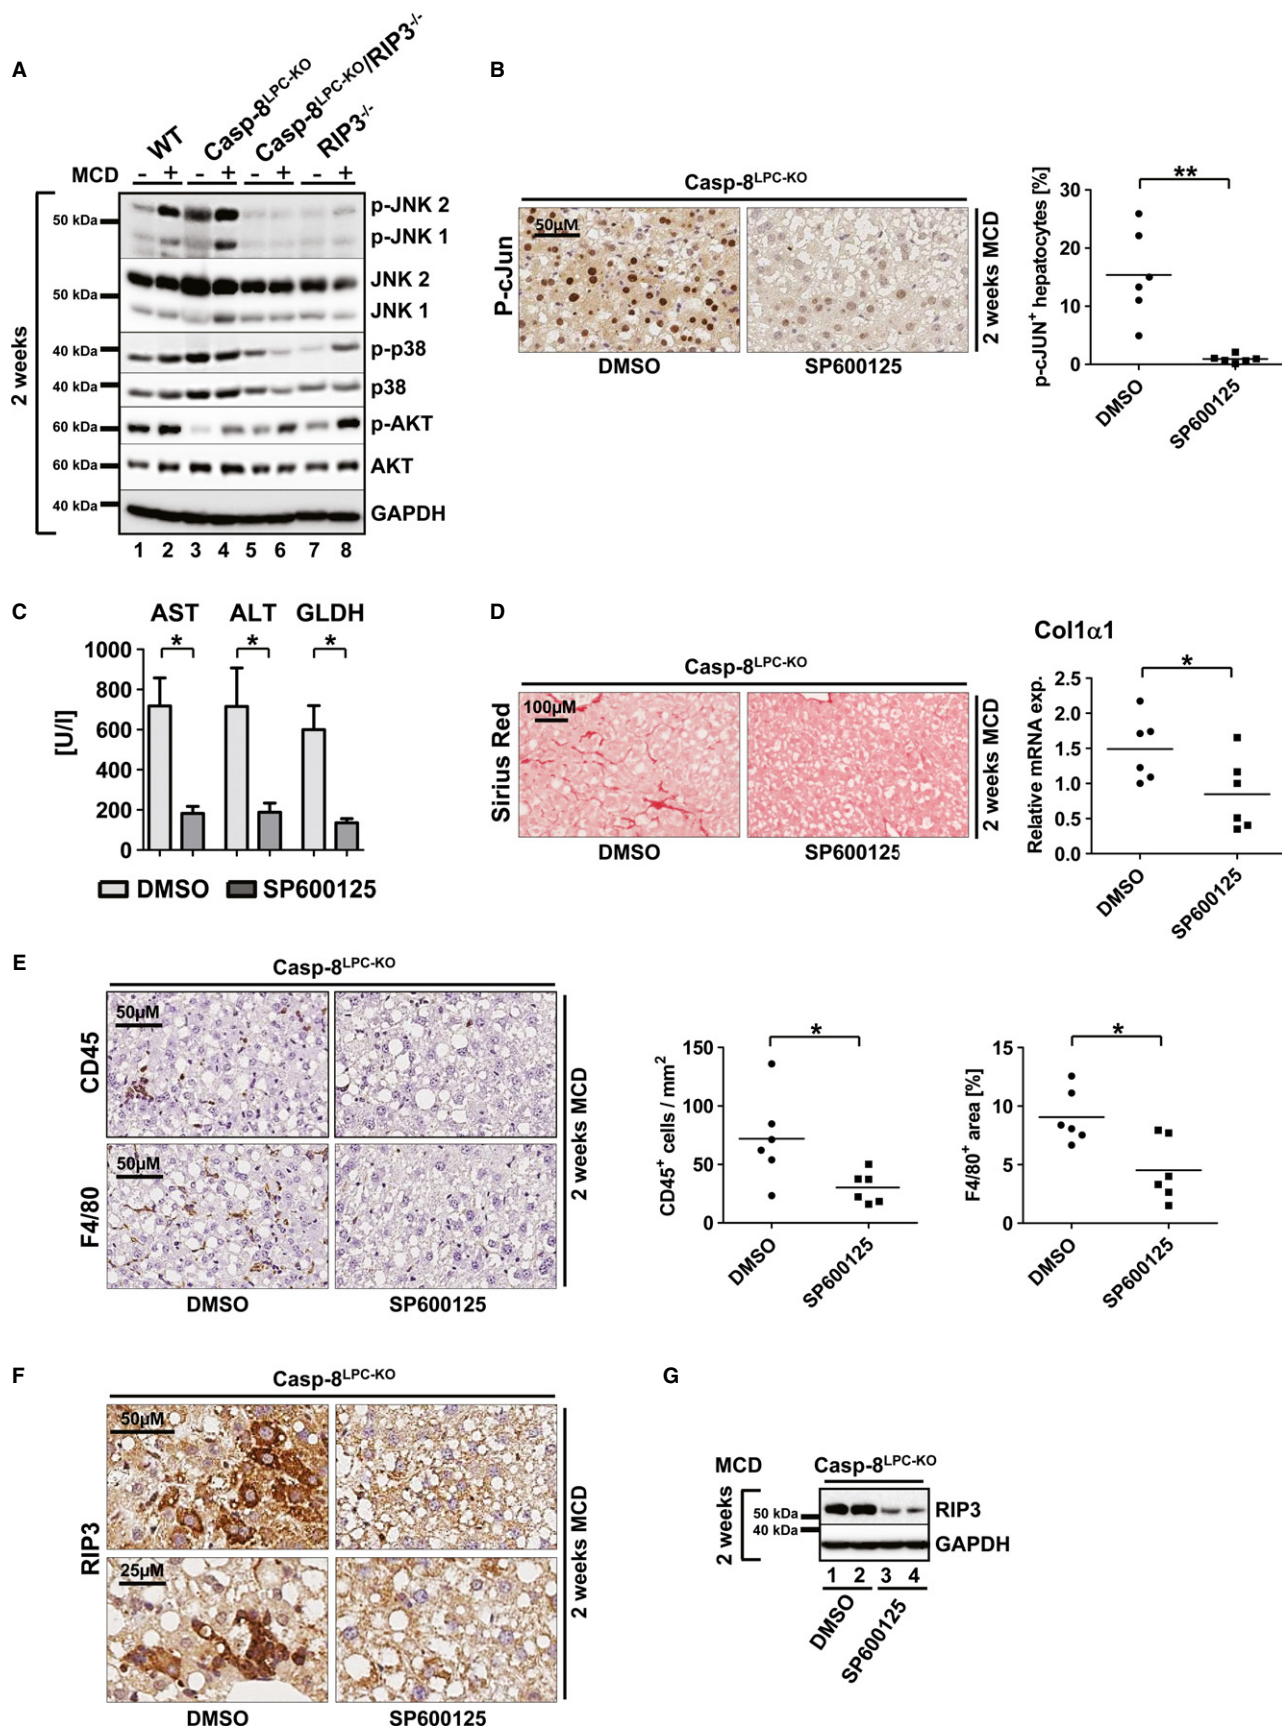 A
WT
Casp-8LPC-KO
Casp-8LPC-KO/RIP3-/-
RIP3-/-
MCD - + - + - + - +
2 weeks
50 kDa
p-JNK 2
p-JNK 1
50 kDa
JNK 2
JNK 1
40 kDa
p-p38
40 kDa
p38
60 kDa
p-AKT
60 kDa
AKT
40 kDa
GAPDH
1 2 3 4 5 6 7 8
B
Casp-8LPC-KO
P-cJun
50µM
2 weeks MCD
DMSO
SP600125
p-cJUN+ hepatocytes [%]
**
30
20
10
0
DMSO
SP600125
C
AST ALT GLDH
* * *
[U/l]
1000
800
600
400
200
0
DMSO SP600125
D
Casp-8LPC-KO
Sirius Red
100µM
2 weeks MCD
DMSO
SP600125
Col1α1
*
Relative mRNA exp.
2.5
2.0
1.5
1.0
0.5
0.0
DMSO
SP600125
E
Casp-8LPC-KO
CD45
50µM
F4/80
50µM
2 weeks MCD
DMSO
SP600125
CD45+ cells / mm2
*
150
100
50
0
DMSO
SP600125
F4/80+ area [%]
*
15
10
5
0
DMSO
SP600125
F
Casp-8LPC-KO
RIP3
50µM
25µM
2 weeks MCD
DMSO
SP600125
G
MCD
Casp-8LPC-KO
2 weeks
50 kDa
RIP3
40 kDa
GAPDH
1 2 3 4
DMSO
SP600125